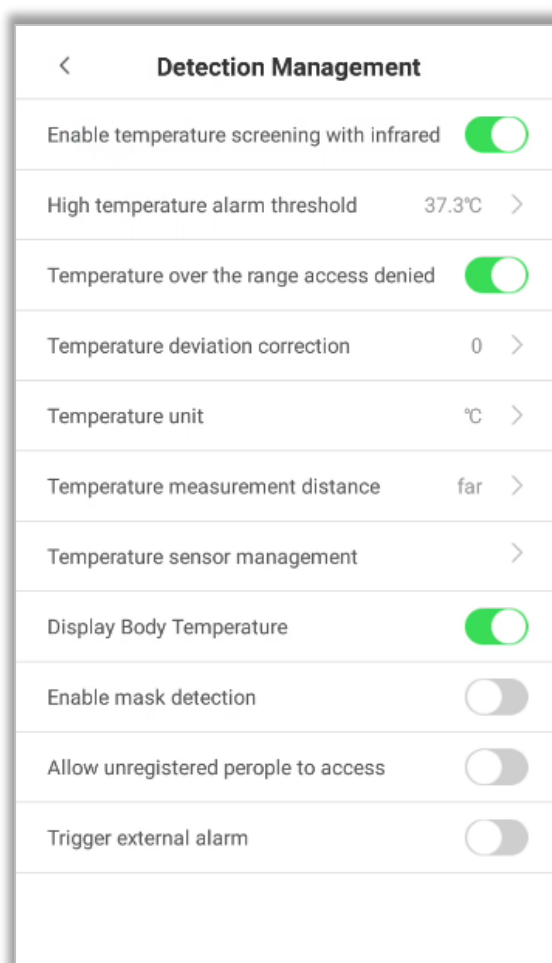 Detection Management
Enable temperature screening with infrared
High temperature alarm threshold 37.3℃
Temperature over the range access denied
Temperature deviation correction 0
Temperature unit ℃
Temperature measurement distance far
Temperature sensor management
Display Body Temperature
Enable mask detection
Allow unregistered perople to access
Trigger external alarm